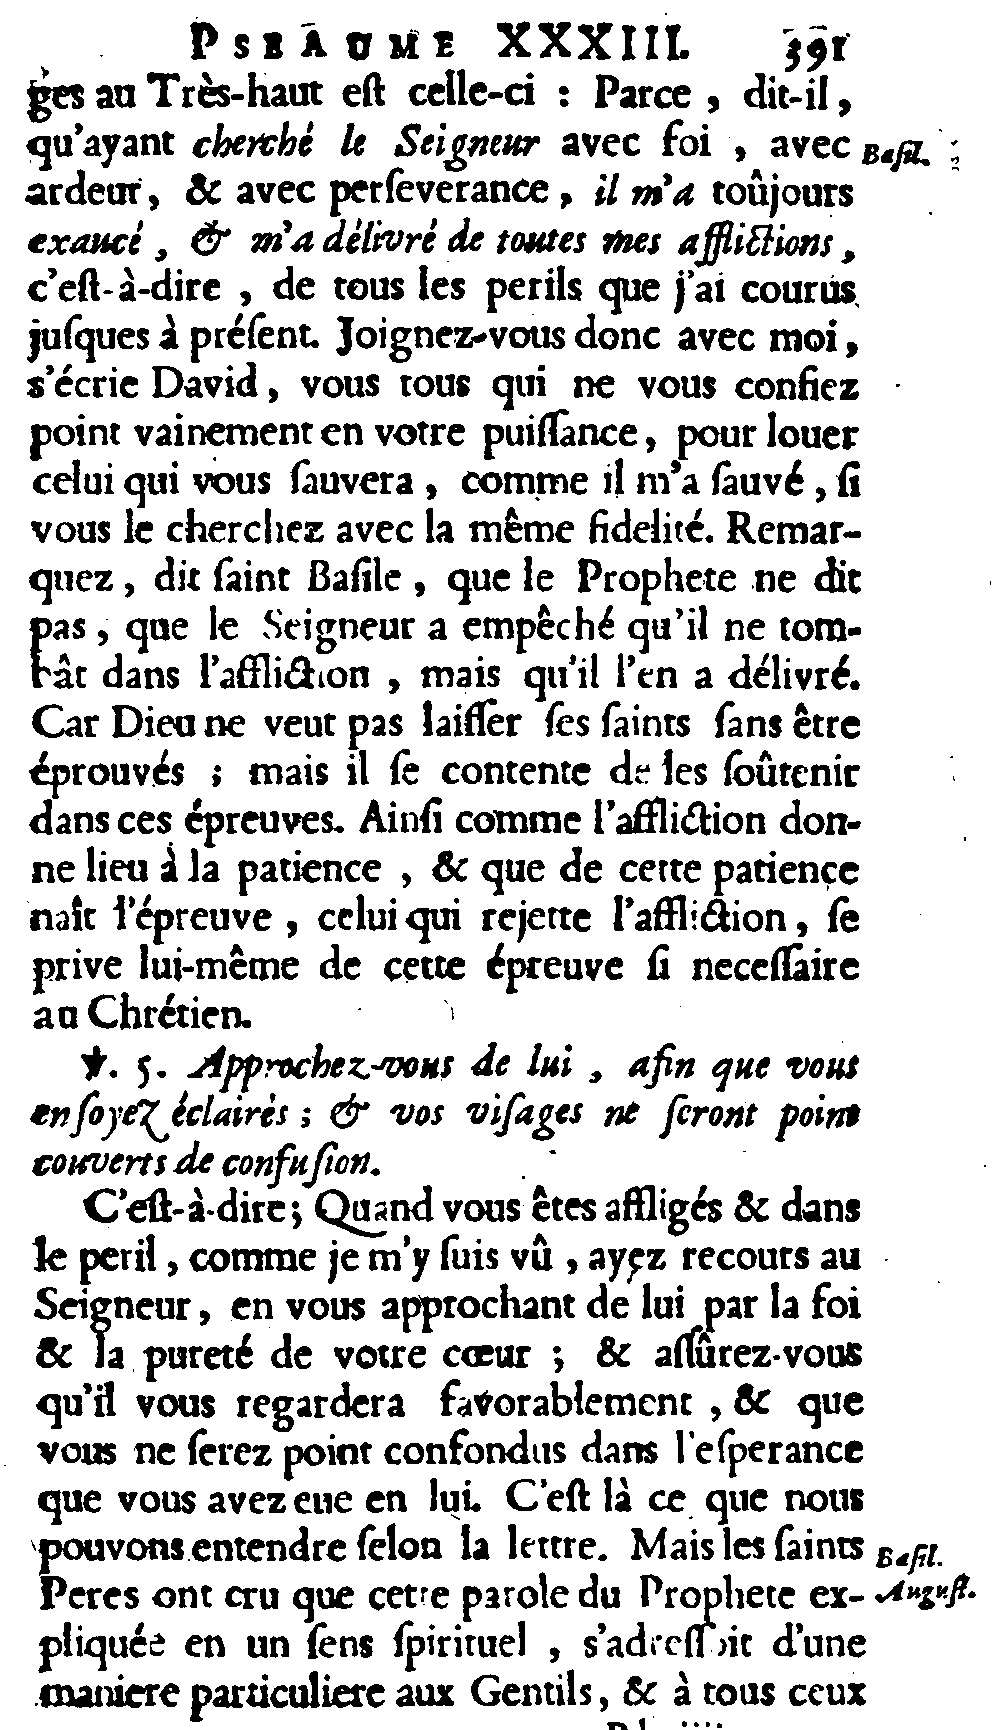 PSEAUME XXXIII. 391
ges au Très-haut eſt celle-ci : Parce, dit-il,
qu'ayant cherché le Seigneur avec foi, avec
Baſil.
ardeur, & avec perſeverance, il m'a toûjours
exaucé, & m'a délivré de toutes mes afflictions,
c'eſt-à-dire, de tous les perils que j'ai courus
juſques à préſent. Joignez-vous donc avec moi,
s'écrie David, vous tous qui ne vous confiez
point vainement en votre puiſſance, pour louer
celui qui vous ſauvera, comme il m'a ſauvé, ſi
vous le cherchez avec la même fidelité. Remar-
quez, dit ſaint Baſile, que le Prophete ne dit
pas, que le Seigneur a empêché qu'il ne tom-
bât dans l'affliction, mais qu'il l'en a délivré.
Car Dieu ne veut pas laiſſer ſes ſaints ſans être
éprouvés ; mais il ſe contente de les ſoûtenir
dans ces épreuves. Ainſi comme l'affliction don-
ne lieu à la patience, & que de cette patience
naît l'épreuve, celui qui rejette l'affliction, ſe
prive lui-même de cette épreuve ſi neceſſaire
au Chrétien.
℣. 5. Approchez-vous de lui, afin que vous
en ſoyez éclairès ; & vos viſages ne ſeront point
couverts de confuſion.
C'eſt-à-dire ; Quand vous êtes affligés & dans
le peril, comme je m'y ſuis vû, ayez recours au
Seigneur, en vous approchant de lui par la foi
& la pureté de votre cœur ; & aſſûrez-vous
qu'il vous regardera favorablement, & que
vous ne ſerez point confondus dans l'eſperance
que vous avez eue en lui. C'eſt là ce que nous
pouvons entendre ſelon la lettre. Mais les ſaints
Baſil.
Peres ont cru que cette parole du Prophete ex-
Auguſt.
pliquée en un ſens ſpirituel, s'adreſſoit d'une
maniere particuliere aux Gentils, & à tous ceux